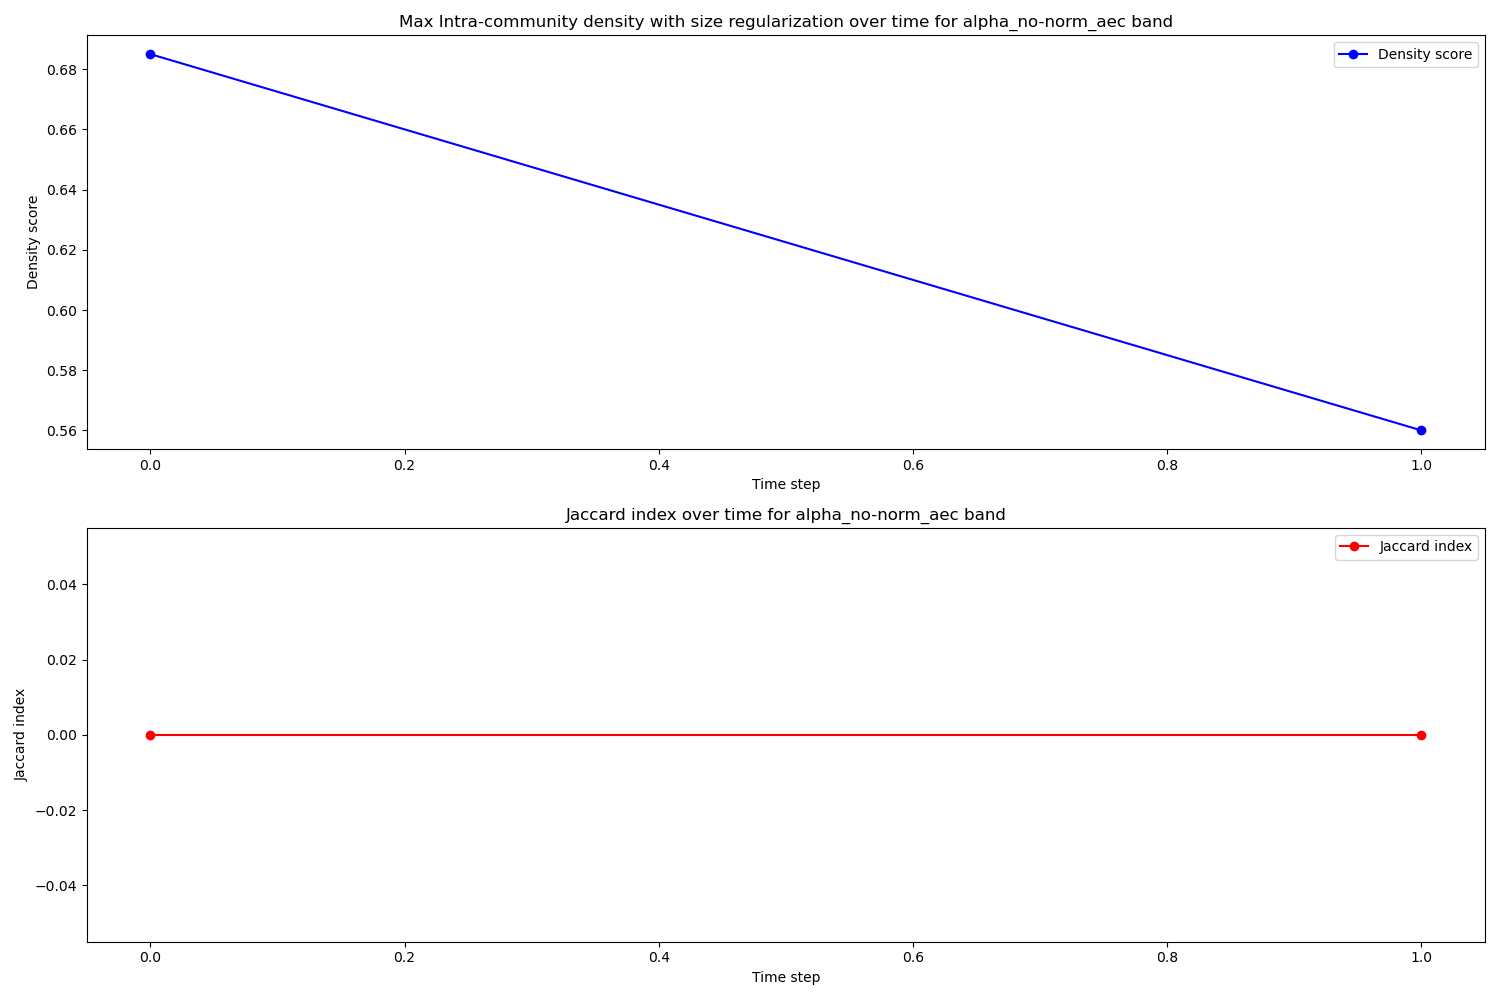 Max Intra-community density with size regularization over time for alpha_no-norm_aec band
Density score
0.68
0.66
0.64
0.62
0.60
0.58
0.56
Density score
0.0 0.2 0.4 0.6 0.8 1.0
Time step
Jaccard index over time for alpha_no-norm_aec band
Jaccard index
0.04
0.02
0.00
−0.02
−0.04
Jaccard index
0.0 0.2 0.4 0.6 0.8 1.0
Time step